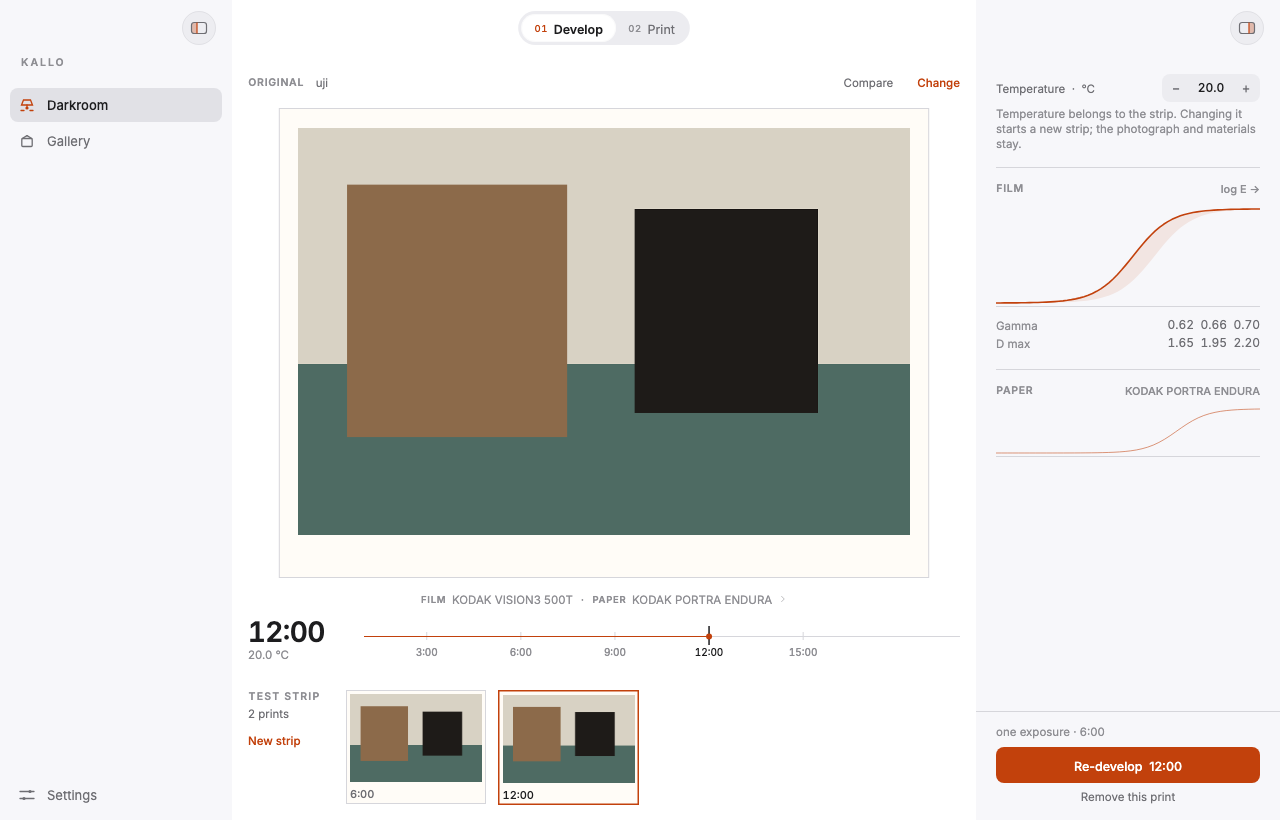 KALLO
Darkroom
Gallery
Settings
01 Develop 02 Print
ORIGINAL uji
Compare Change
FILM KODAK VISION3 500T · PAPER KODAK PORTRA ENDURA ›
12:00
20.0 °C
3:00 6:00 9:00 12:00 15:00
TEST STRIP
2 prints
New strip
6:00
12:00
Temperature · °C
− 20.0 +
Temperature belongs to the strip. Changing it
starts a new strip; the photograph and materials
stay.
FILM log E →
Gamma 0.62 0.66 0.70
D max 1.65 1.95 2.20
PAPER KODAK PORTRA ENDURA
one exposure · 6:00
Re-develop 12:00
Remove this print